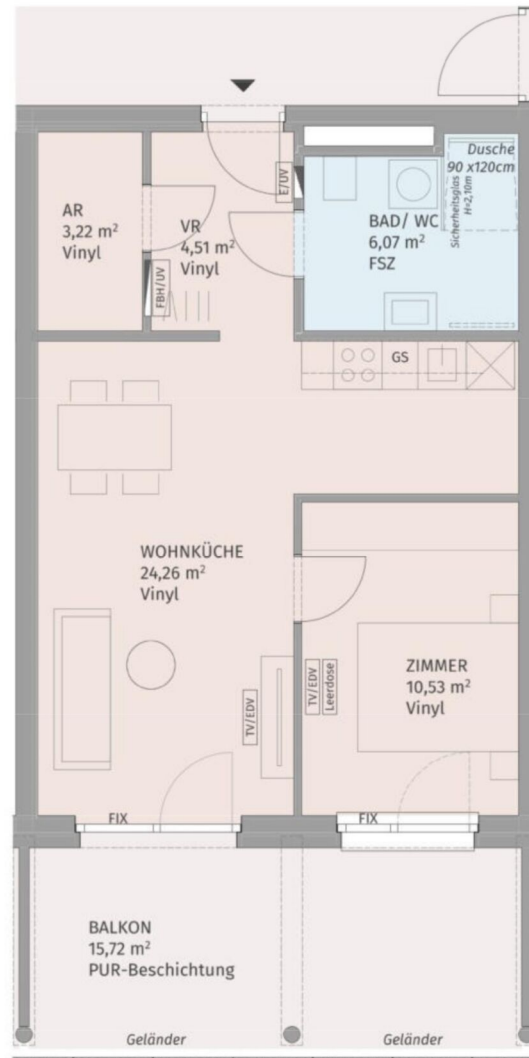 Dusche
90 x120cm
Sicherheitsglas
H=2,10m
E/UV
AR
3,22 m²
Vinyl
VR
4,51 m²
Vinyl
BAD/ WC
6,07 m²
FSZ
FBH/UV
GS
WOHNKÜCHE
24,26 m²
Vinyl
ZIMMER
10,53 m²
Vinyl
TV/EDV
TV/EDV
Leerdose
FIX
FIX
BALKON
15,72 m²
PUR-Beschichtung
Geländer
Geländer